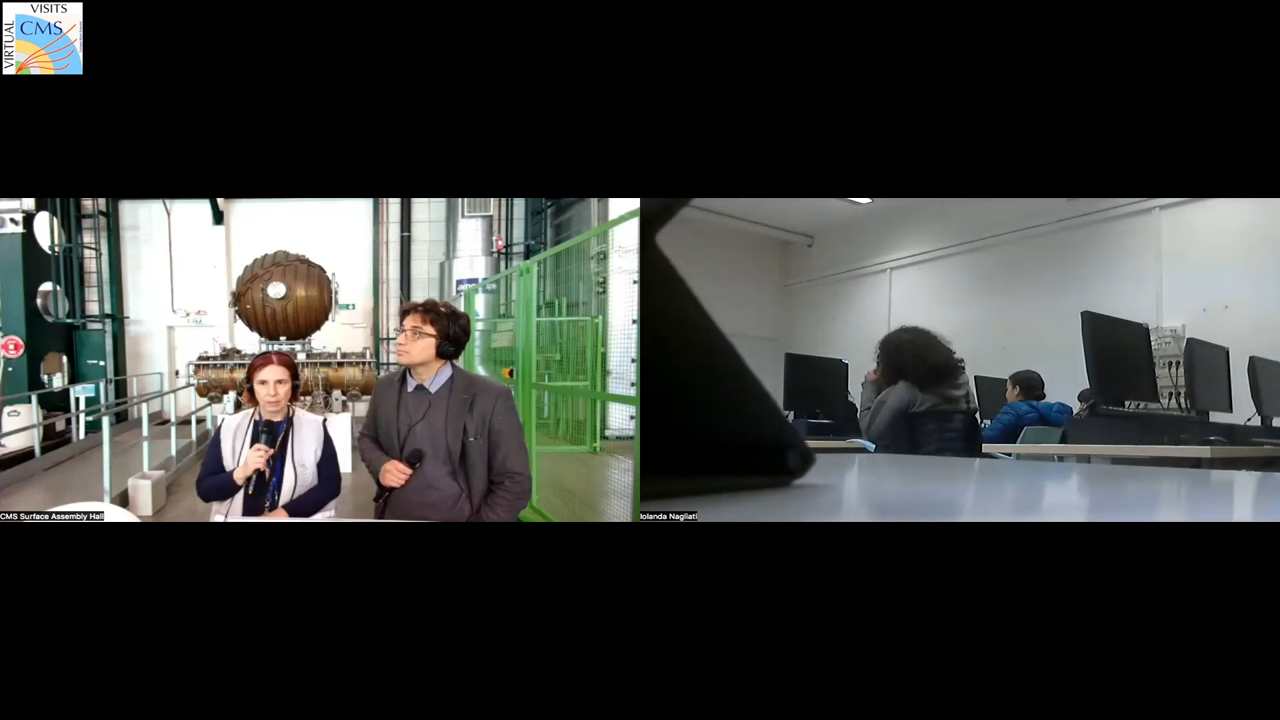 VISITS
CMS
VIRTUAL
CMS Surface Assembly Hall
Iolanda Nagliati